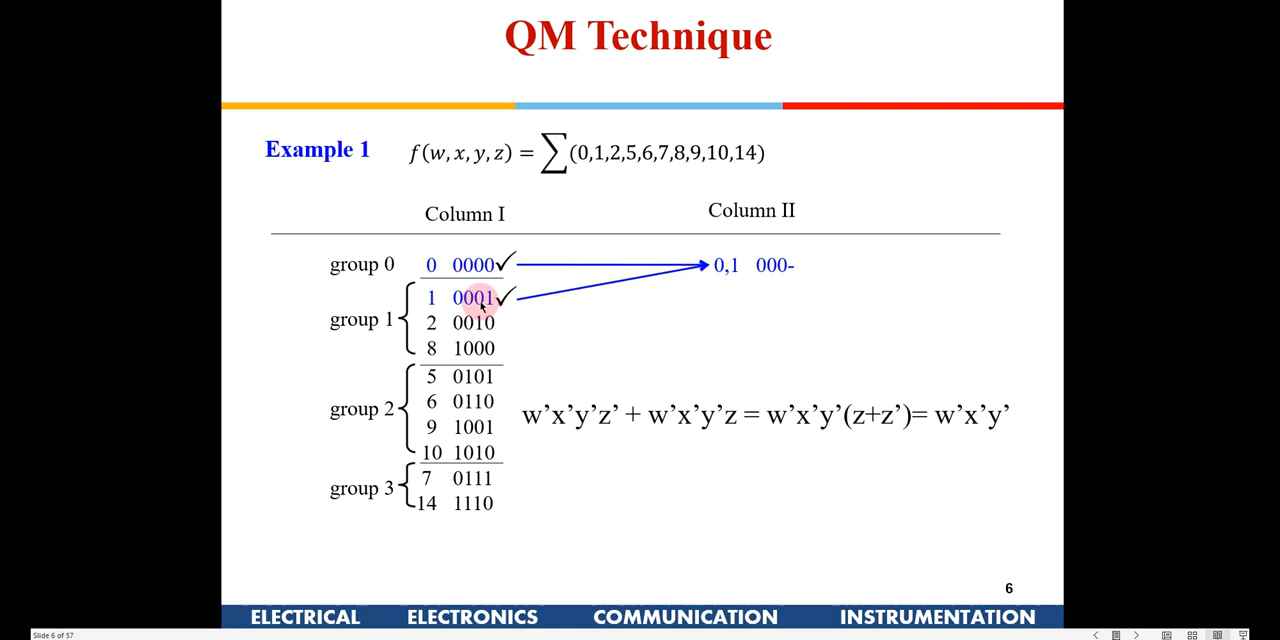 QM Technique
Example 1 f(w, x, y, z) = ∑(0,1,2,5,6,7,8,9,10,14)
Column I Column II
group 0 0 0000✓ 0,1 000-
1 0001✓
group 1
2 0010
8 1000
5 0101
6 0110
group 2 w’x’y’z’ + w’x’y’z = w’x’y’(z+z’)= w’x’y’
9 1001
10 1010
7 0111
group 3
14 1110
6
ELECTRICAL ELECTRONICS COMMUNICATION INSTRUMENTATION
Slide 6 of 57